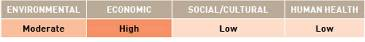 ENVIRONMENTAL ECONOMIC SOCIAL/CULTURAL HUMAN HEALTH
Moderate High Low Low